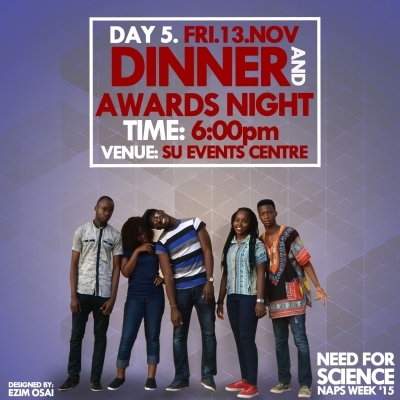 DAY 5. FRI.13.NOV
DINNER AND
AWARDS NIGHT
TIME: 6:00pm
VENUE: SU EVENTS CENTRE
DESIGNED BY:
EZIM OSAI
NEED FOR
SCIENCE
NAPS WEEK '15